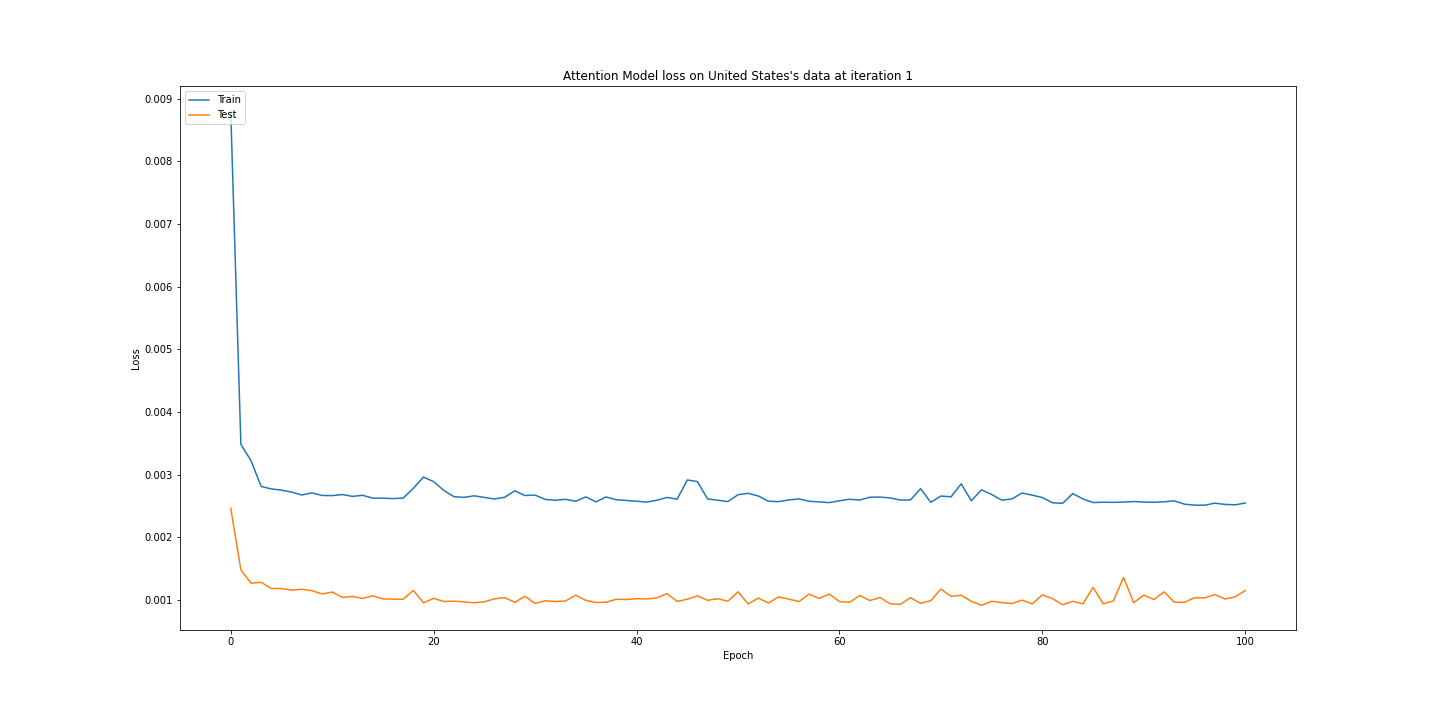 Attention Model loss on United States's data at iteration 1
Train
Test
0.009
0.008
0.007
0.006
0.005
0.004
0.003
0.002
0.001
Loss
0 20 40 60 80 100
Epoch